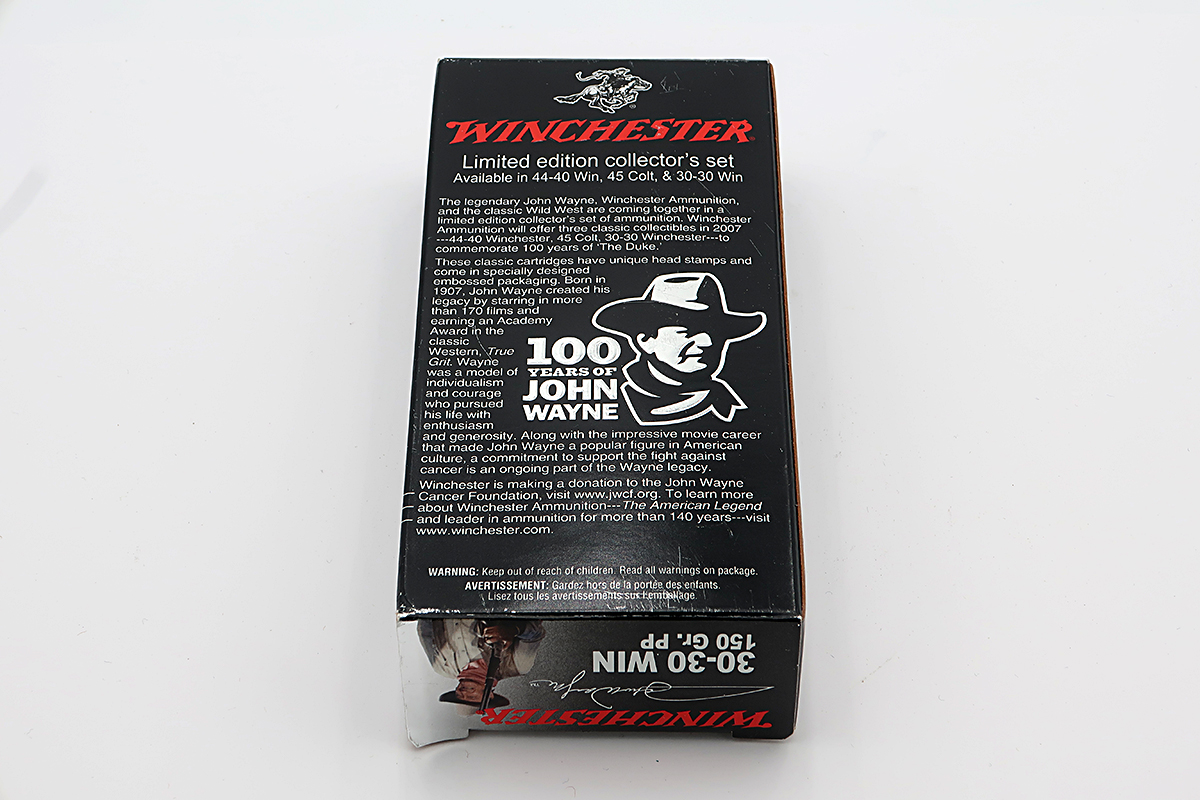 WINCHESTER
Limited edition collector's set
Available in 44-40 Win, 45 Colt, & 30-30 Win
The legendary John Wayne, Winchester Ammunition,
and the classic Wild West are coming together in a
limited edition collector's set of ammunition. Winchester
Ammunition will offer three classic collectibles in 2007
---44-40 Winchester, 45 Colt, 30-30 Winchester---to
commemorate 100 years of 'The Duke.'
These classic cartridges have unique head stamps and
come in specially designed
embossed packaging. Born in
1907, John Wayne created his
legacy by starring in more
than 170 films and
earning an Academy
Award in the
classic
Western, True
Grit. Wayne
was a model of
individualism
and courage
who pursued
his life with
enthusiasm
and generosity. Along with the impressive movie career
that made John Wayne a popular figure in American
culture, a commitment to support the fight against
cancer is an ongoing part of the Wayne legacy.
100
YEARS OF
JOHN
WAYNE
Winchester is making a donation to the John Wayne
Cancer Foundation, visit www.jwcf.org. To learn more
about Winchester Ammunition---The American Legend
and leader in ammunition for more than 140 years---visit
www.winchester.com.
WARNING: Keep out of reach of children. Read all warnings on package.
AVERTISSEMENT: Gardez hors de la portée des enfants.
Lisez tous les avertissements sur l'emballage.
WINCHESTER
John Wayne™
30-30 WIN
150 Gr. PP